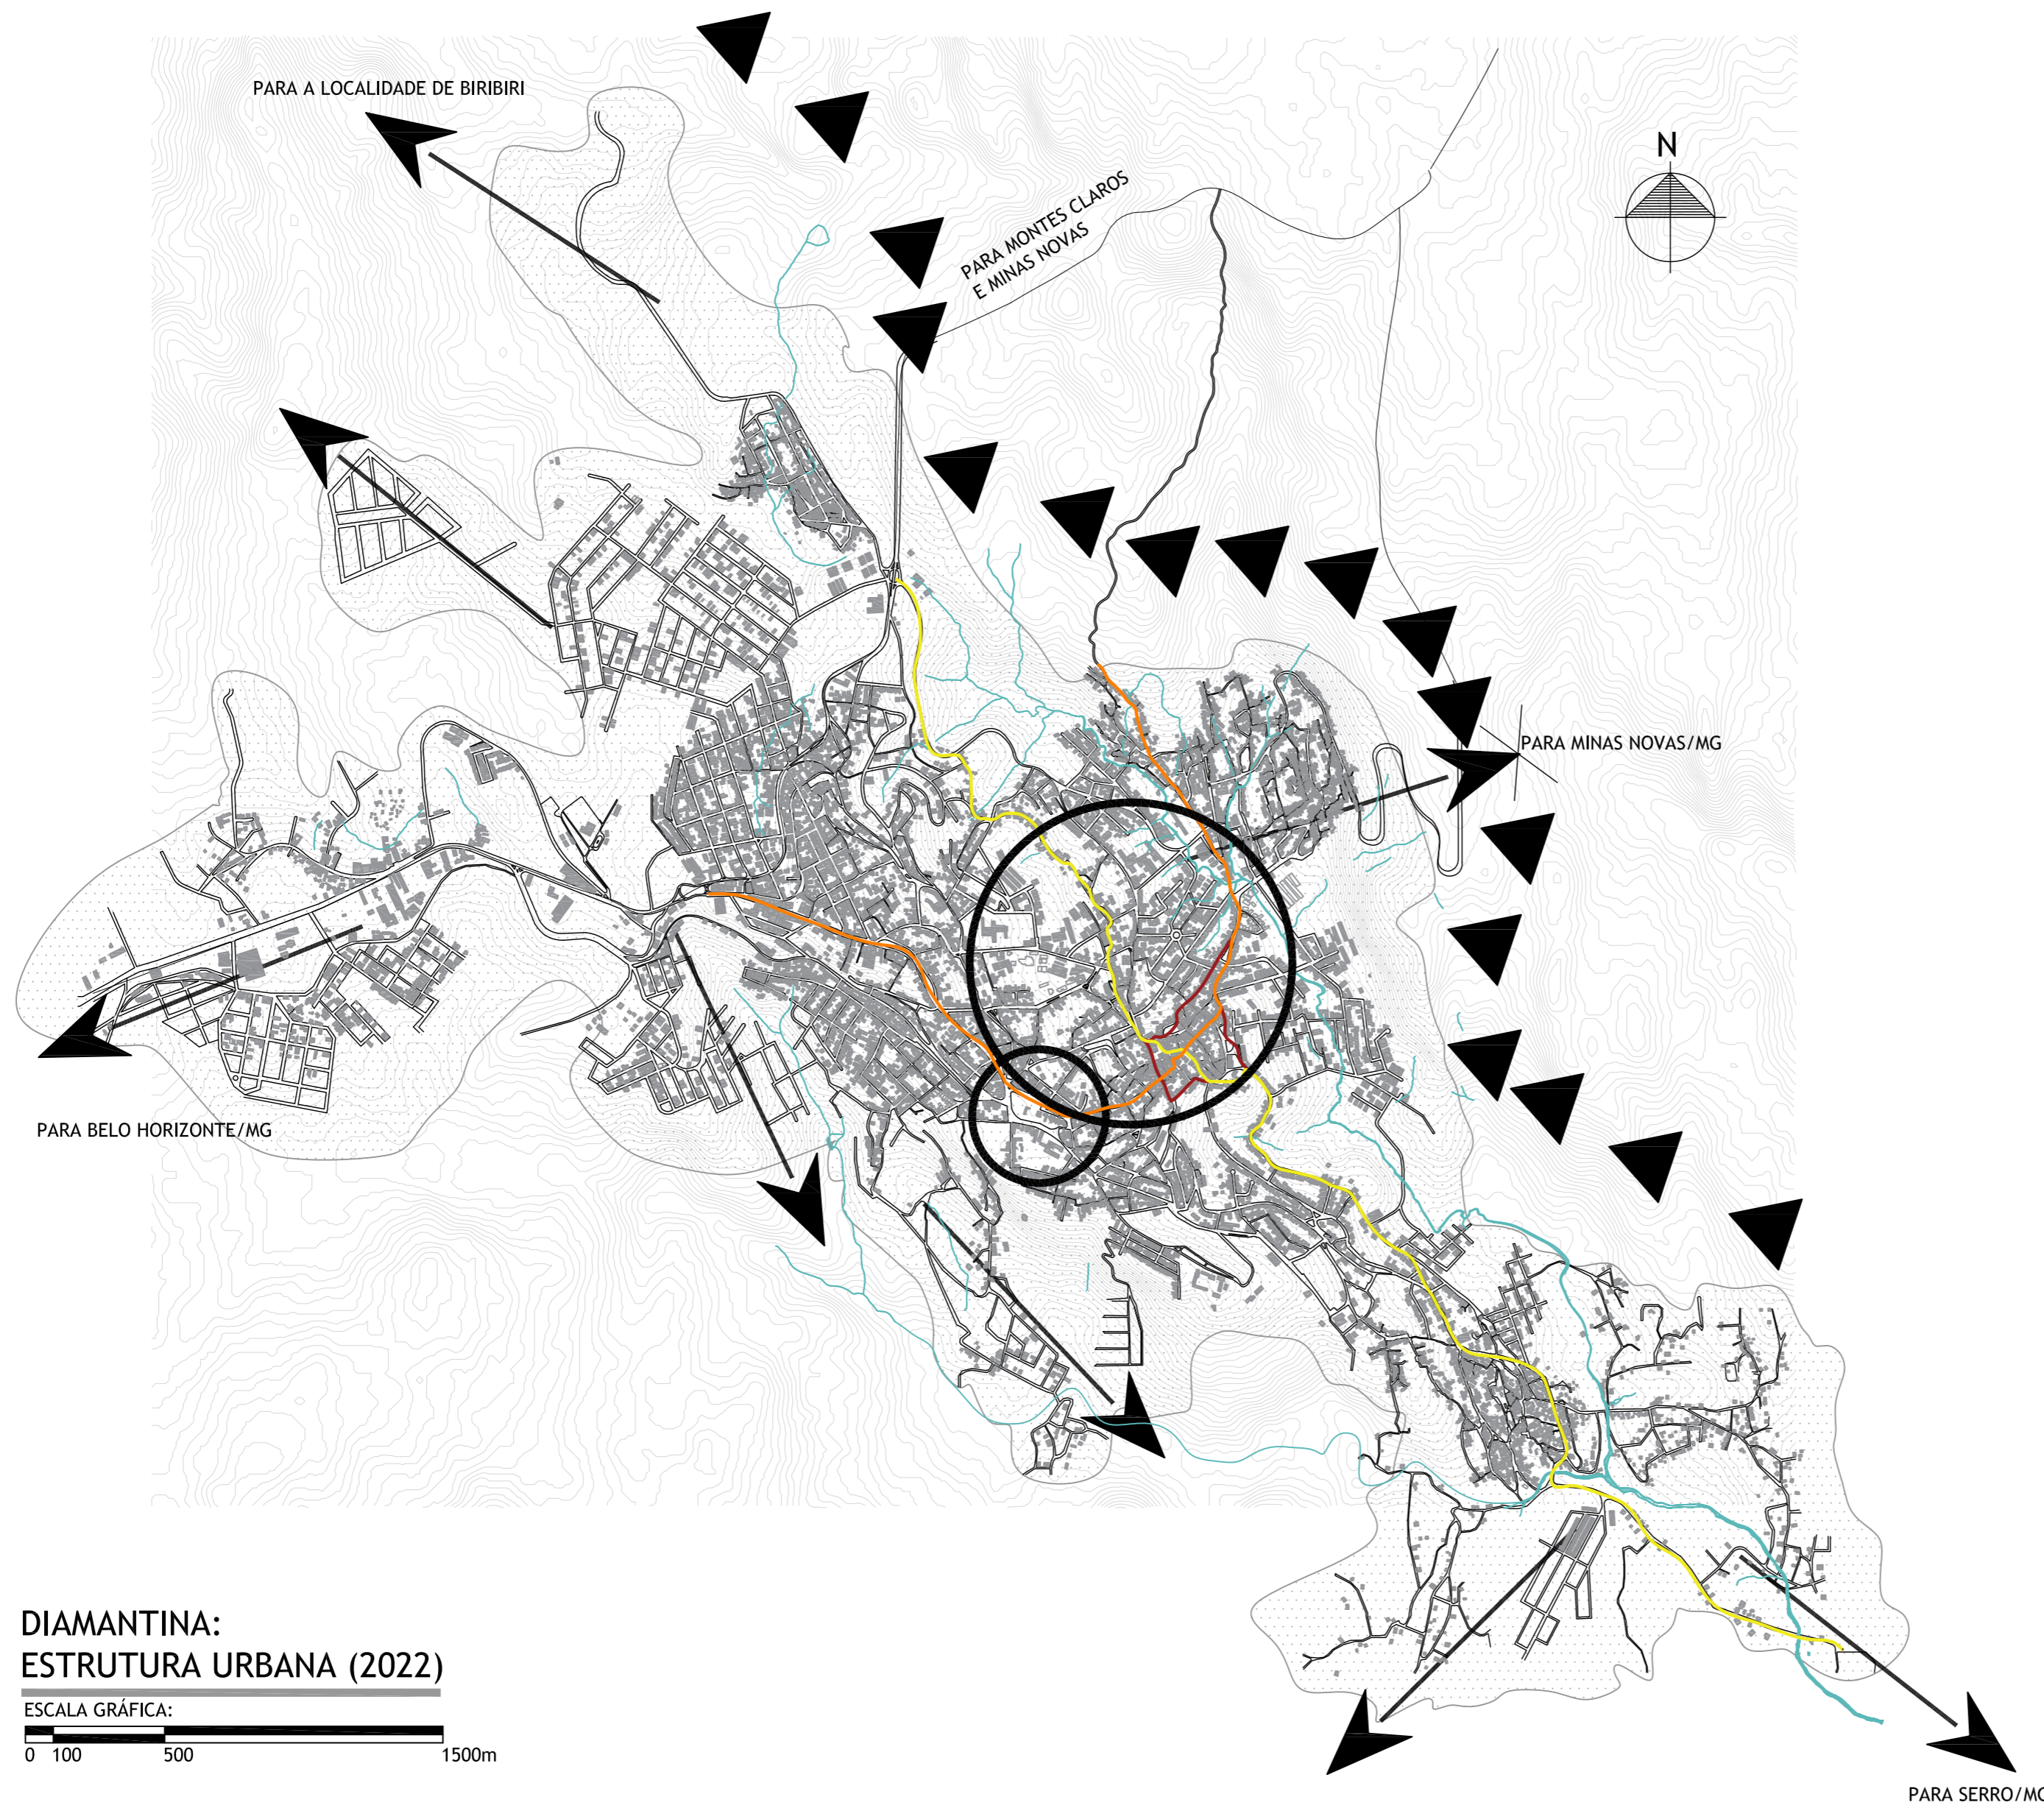 PARA A LOCALIDADE DE BIRIBIRI
N
PARA MONTES CLAROS
E MINAS NOVAS
PARA MINAS NOVAS/MG
PARA BELO HORIZONTE/MG
DIAMANTINA:
ESTRUTURA URBANA (2022)
ESCALA GRÁFICA:
0 100 500 1500m
PARA SERRO/MG